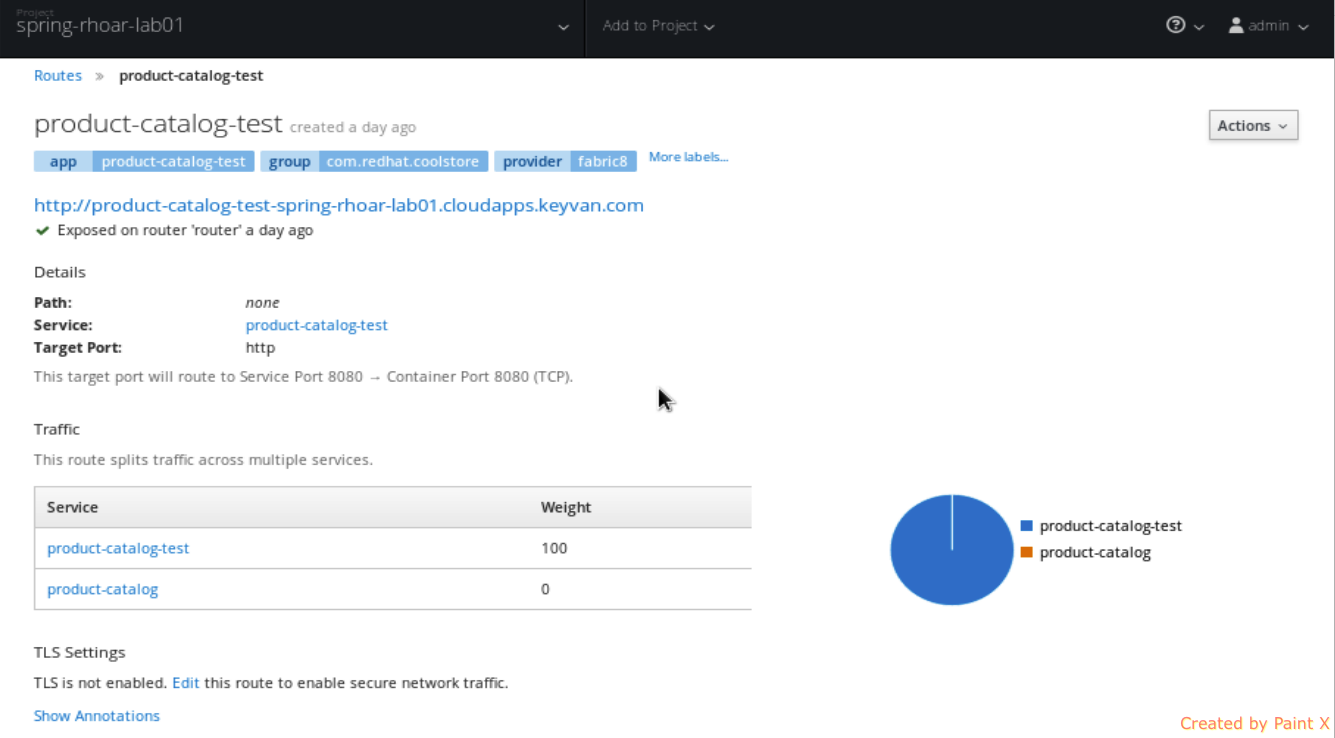 Project
spring-rhoar-lab01
Add to Project
admin
Routes » product-catalog-test
product-catalog-test created a day ago
Actions
app product-catalog-test group com.redhat.coolstore provider fabric8 More labels...
http://product-catalog-test-spring-rhoar-lab01.cloudapps.keyvan.com
Exposed on router 'router' a day ago
Details
Path: none
Service: product-catalog-test
Target Port: http
This target port will route to Service Port 8080 → Container Port 8080 (TCP).
Traffic
This route splits traffic across multiple services.
Service Weight
product-catalog-test 100
product-catalog 0
product-catalog-test
product-catalog
TLS Settings
TLS is not enabled. Edit this route to enable secure network traffic.
Show Annotations
Created by Paint X